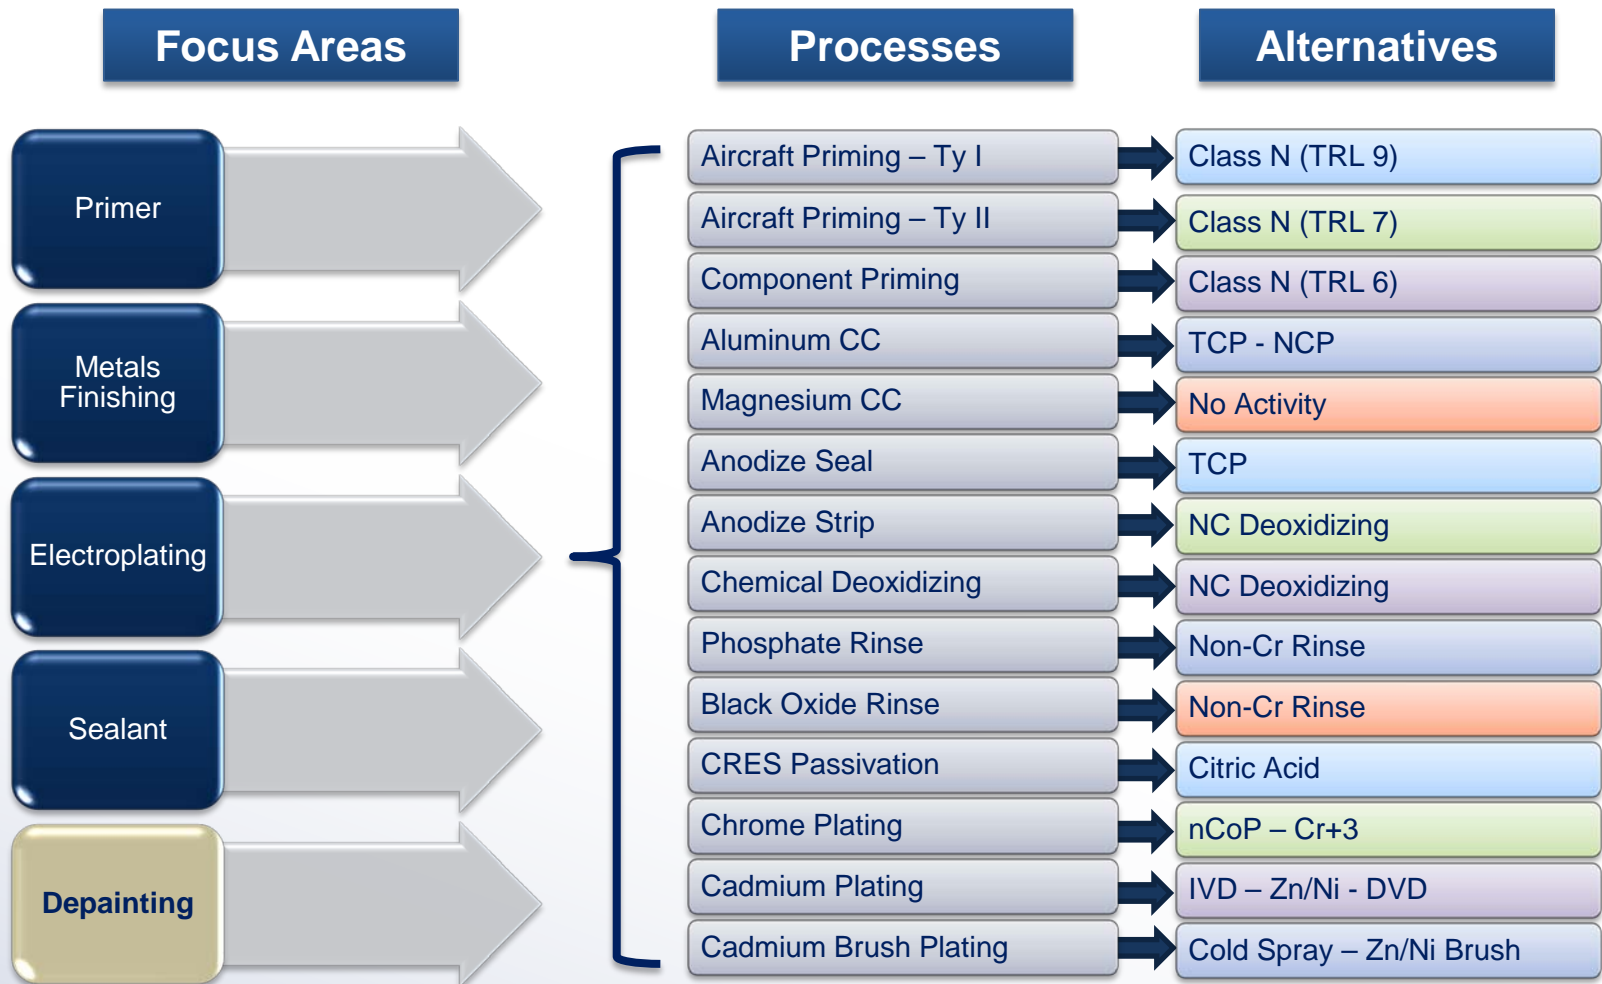 Focus Areas
Processes
Alternatives
Primer
Metals
Finishing
Electroplating
Sealant
Depainting
Aircraft Priming – Ty I
Class N (TRL 9)
Aircraft Priming – Ty II
Class N (TRL 7)
Component Priming
Class N (TRL 6)
Aluminum CC
TCP - NCP
Magnesium CC
No Activity
Anodize Seal
TCP
Anodize Strip
NC Deoxidizing
Chemical Deoxidizing
NC Deoxidizing
Phosphate Rinse
Non-Cr Rinse
Black Oxide Rinse
Non-Cr Rinse
CRES Passivation
Citric Acid
Chrome Plating
nCoP – Cr+3
Cadmium Plating
IVD – Zn/Ni - DVD
Cadmium Brush Plating
Cold Spray – Zn/Ni Brush